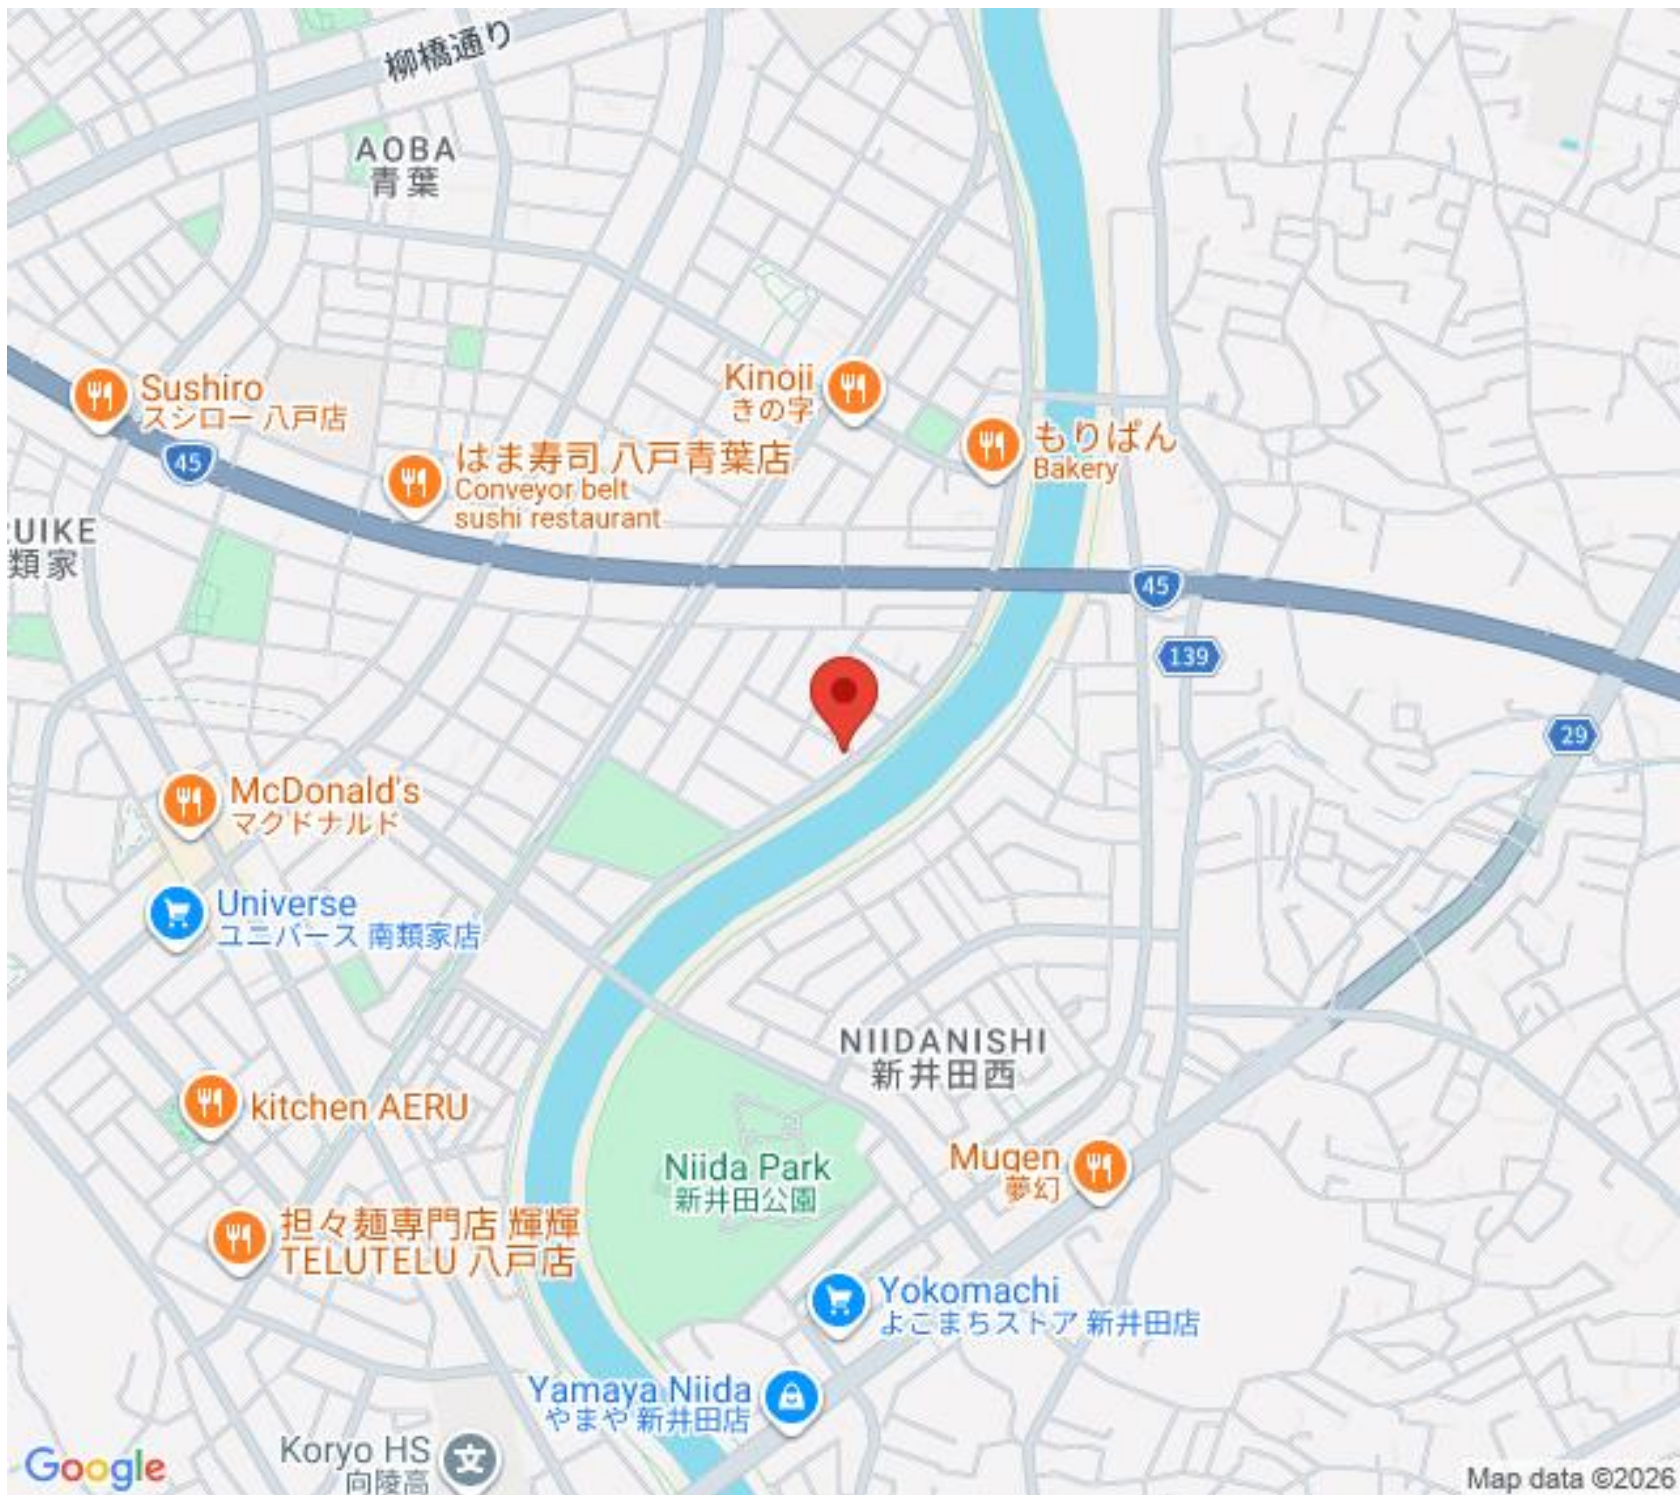 柳橋通り
AOBA
青葉
Sushiro
スシロー 八戸店
45
Kinoji
きの字
もりぱん
Bakery
はま寿司 八戸青葉店
Conveyor belt
sushi restaurant
UIKE
類家
45
139
29
McDonald's
マクドナルド
Universe
ユニバース 南類家店
NIIDANISHI
新井田西
kitchen AERU
Niida Park
新井田公園
Mugen
夢幻
担々麺専門店 輝輝
TELUTELU 八戸店
Yokomachi
よこまちストア 新井田店
Yamaya Niida
やまや 新井田店
Koryo HS
向陵高
文
Google
Map data ©2026